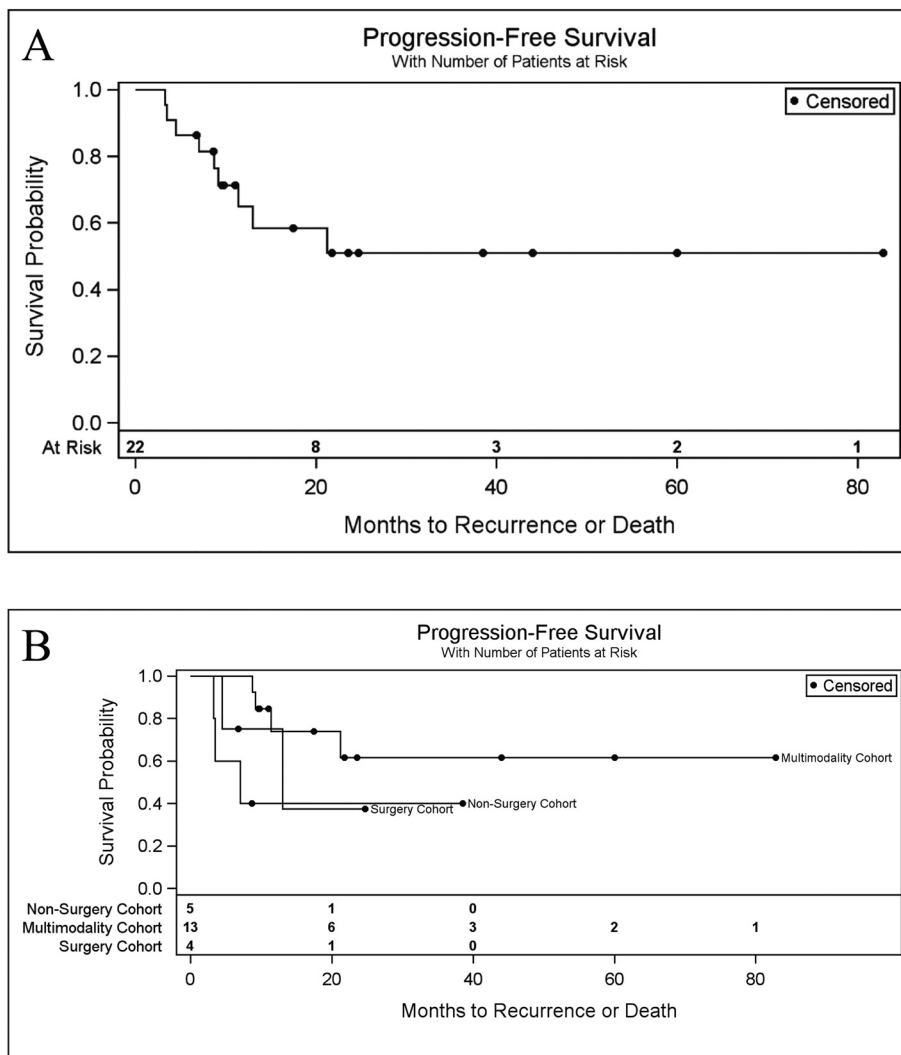 A
Progression-Free Survival
With Number of Patients at Risk
Censored
Survival Probability
1.0
0.8
0.6
0.4
0.2
0.0
At Risk 22 8 3 2 1
0 20 40 60 80
Months to Recurrence or Death
B
Progression-Free Survival
With Number of Patients at Risk
Censored
Survival Probability
1.0
0.8
0.6
0.4
0.2
0.0
Multimodality Cohort
Non-Surgery Cohort
Surgery Cohort
Non-Surgery Cohort 5 1 0
Multimodality Cohort 13 6 3 2 1
Surgery Cohort 4 1 0
0 20 40 60 80
Months to Recurrence or Death